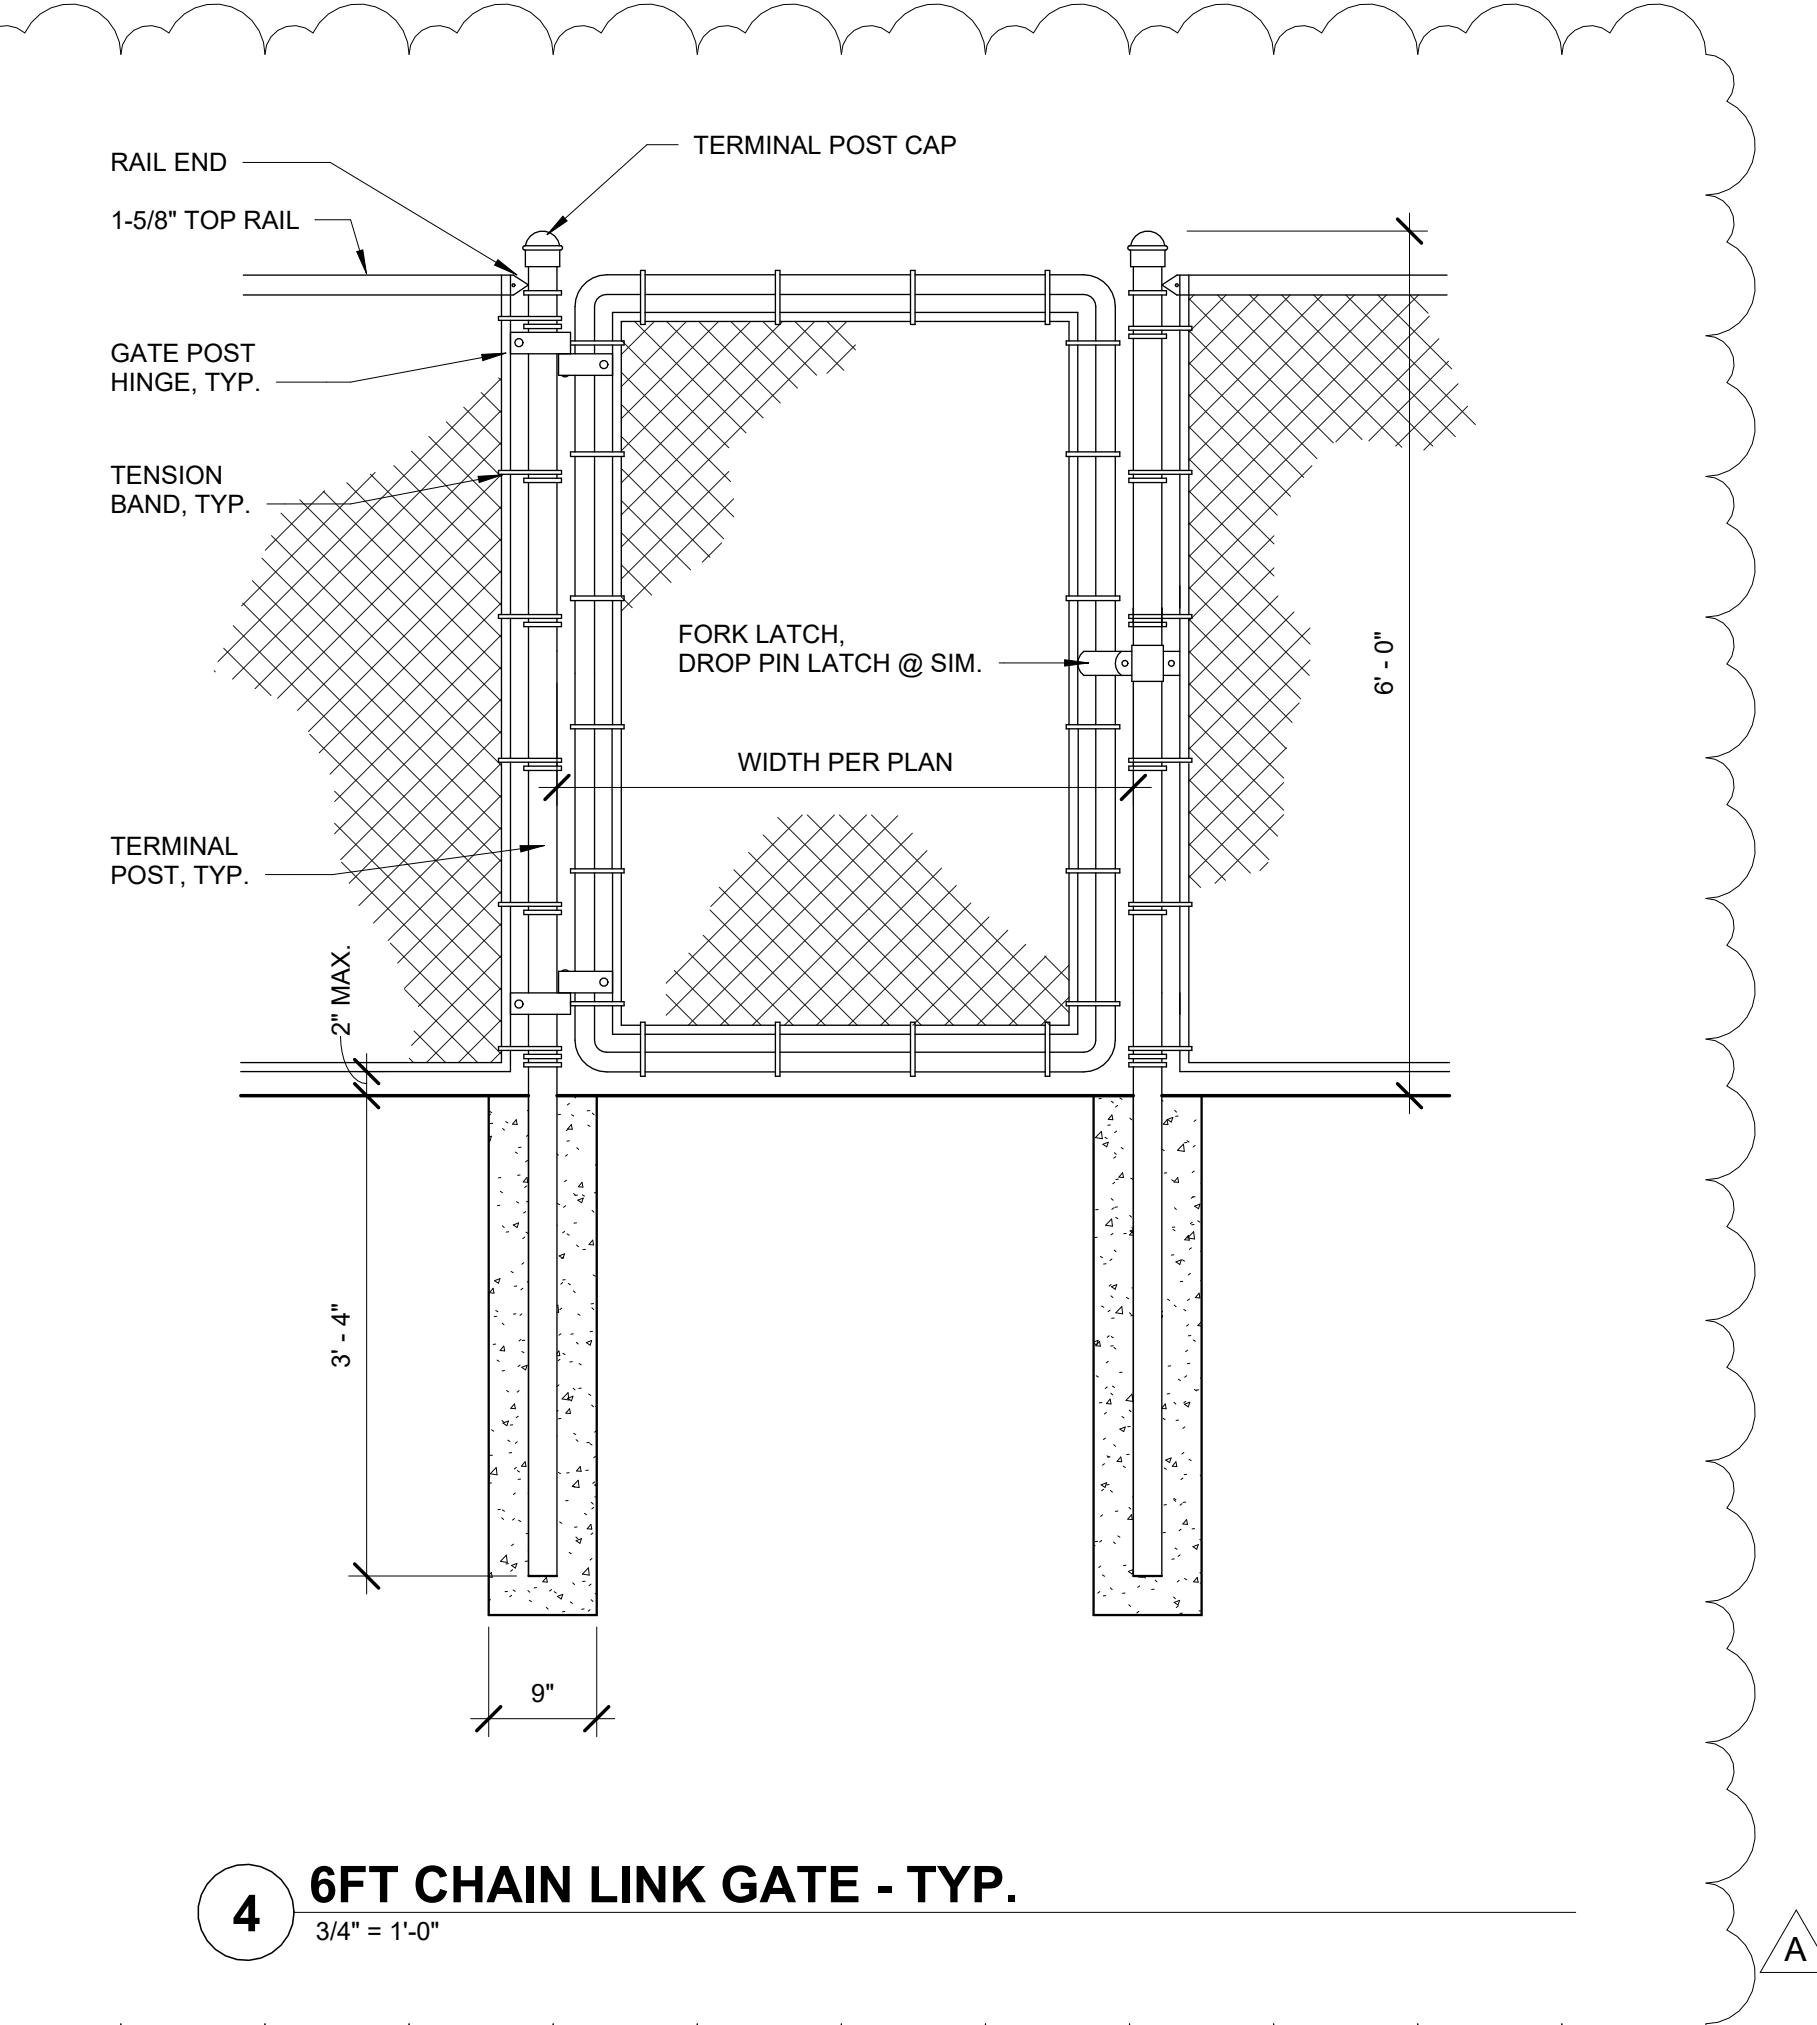 TERMINAL POST CAP
RAIL END
1-5/8" TOP RAIL
GATE POST
HINGE, TYP.
TENSION
BAND, TYP.
FORK LATCH,
DROP PIN LATCH @ SIM.
6' - 0"
WIDTH PER PLAN
TERMINAL
POST, TYP.
2" MAX.
3' - 4"
9"
4
6FT CHAIN LINK GATE - TYP.
3/4" = 1'-0"
A